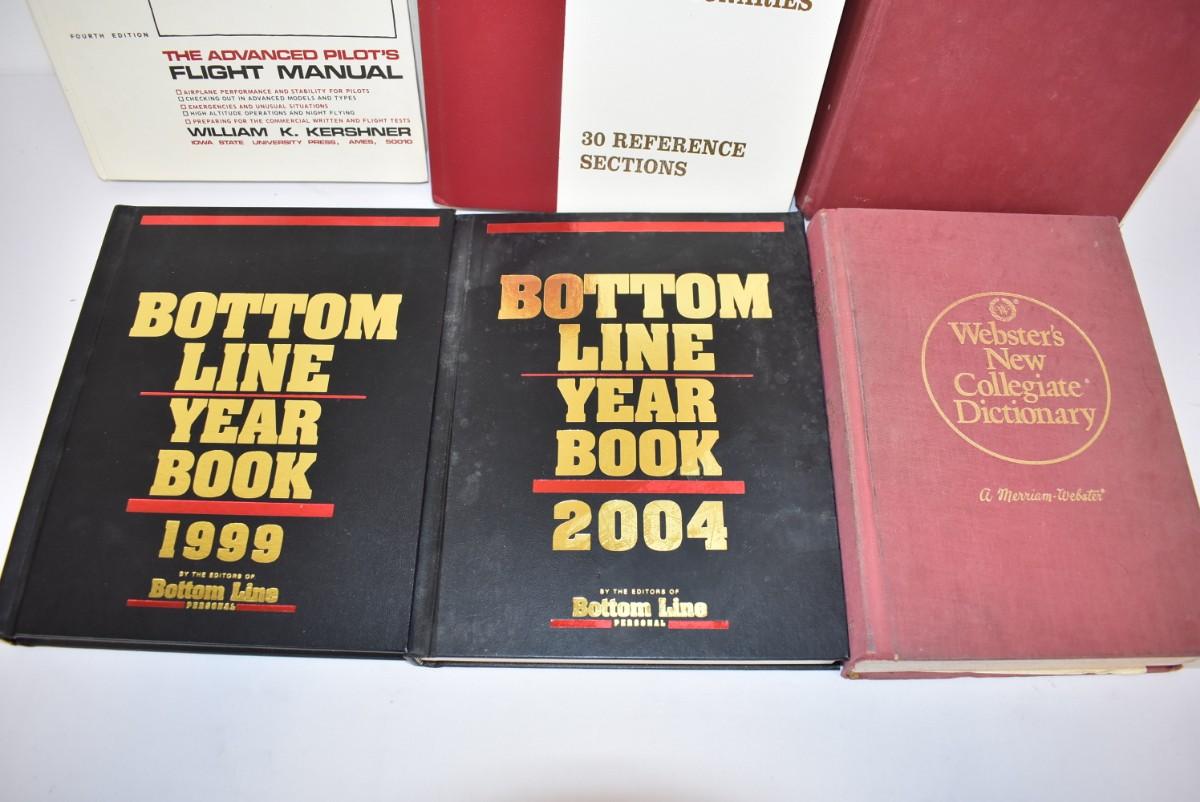 FOURTH EDITION
THE ADVANCED PILOT'S
FLIGHT MANUAL
AIRPLANE PERFORMANCE AND STABILITY FOR PILOTS
CHECKING OUT IN ADVANCED MODELS AND TYPES
EMERGENCIES AND UNUSUAL SITUATIONS
HIGH ALTITUDE OPERATIONS AND NIGHT FLYING
PREPARING FOR THE COMMERCIAL WRITTEN AND FLIGHT TESTS
WILLIAM K. KERSHNER
IOWA STATE UNIVERSITY PRESS, AMES, 50010
30 REFERENCE
SECTIONS
BOTTOM
LINE
YEAR
BOOK
1999
BY THE EDITORS OF
Bottom Line
PERSONAL
BOTTOM
LINE
YEAR
BOOK
2004
BY THE EDITORS OF
Bottom Line
PERSONAL
W
Webster's
New
Collegiate®
Dictionary
A Merriam-Webster®